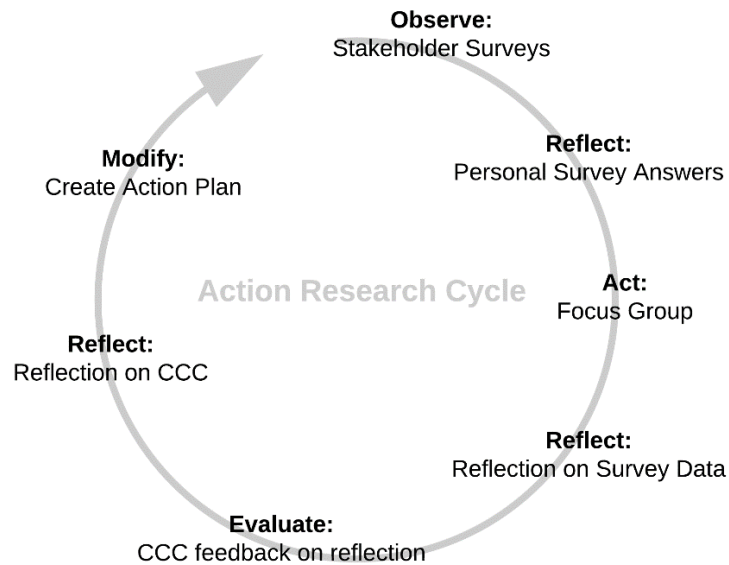 Observe:
Stakeholder Surveys
Reflect:
Personal Survey Answers
Act:
Focus Group
Reflect:
Reflection on Survey Data
Evaluate:
CCC feedback on reflection
Reflect:
Reflection on CCC
Modify:
Create Action Plan
Action Research Cycle